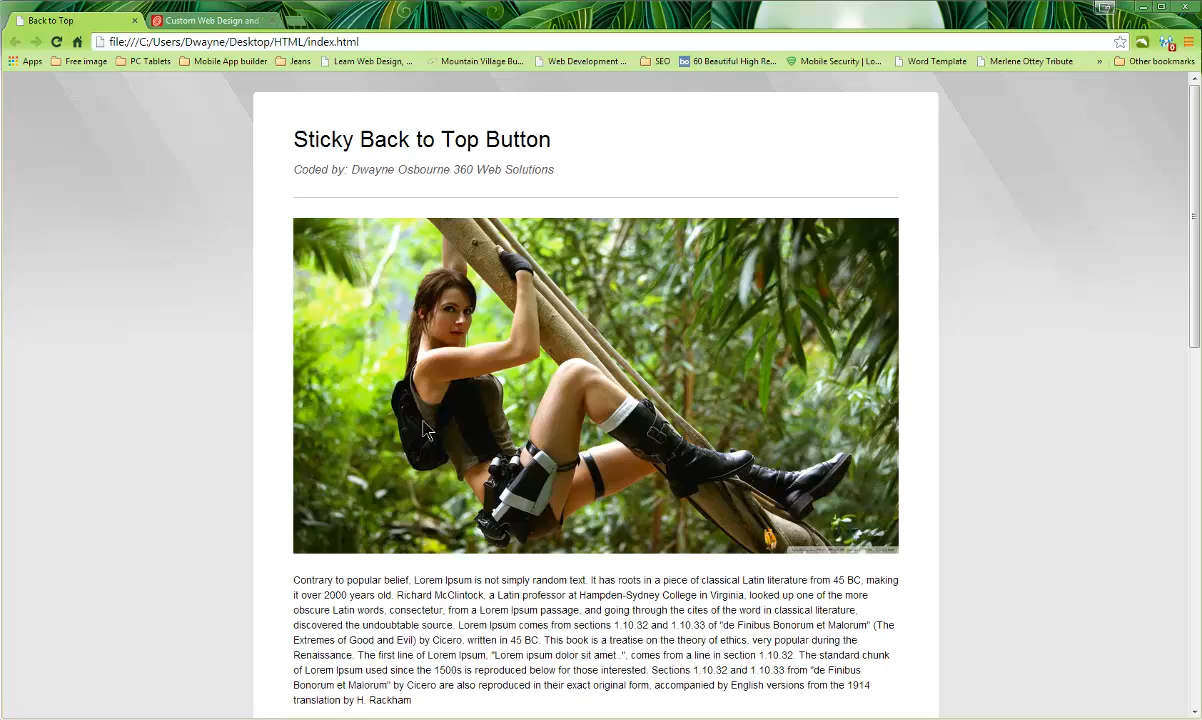 Back to Top
Custom Web Design and
file:///C:/Users/Dwayne/Desktop/HTML/index.html
Apps Free image PC Tablets Mobile App builder Jeans Learn Web Design, ... Mountain Village Bu... Web Development ... SEO bo 60 Beautiful High Re... Mobile Security | Lo... Word Template Merlene Ottey Tribute » Other bookmarks
Sticky Back to Top Button
Coded by: Dwayne Osbourne 360 Web Solutions
Contrary to popular belief, Lorem Ipsum is not simply random text. It has roots in a piece of classical Latin literature from 45 BC, making
it over 2000 years old. Richard McClintock, a Latin professor at Hampden-Sydney College in Virginia, looked up one of the more
obscure Latin words, consectetur, from a Lorem Ipsum passage, and going through the cites of the word in classical literature,
discovered the undoubtable source. Lorem Ipsum comes from sections 1.10.32 and 1.10.33 of "de Finibus Bonorum et Malorum" (The
Extremes of Good and Evil) by Cicero, written in 45 BC. This book is a treatise on the theory of ethics, very popular during the
Renaissance. The first line of Lorem Ipsum, "Lorem ipsum dolor sit amet..", comes from a line in section 1.10.32. The standard chunk
of Lorem Ipsum used since the 1500s is reproduced below for those interested. Sections 1.10.32 and 1.10.33 from "de Finibus
Bonorum et Malorum" by Cicero are also reproduced in their exact original form, accompanied by English versions from the 1914
translation by H. Rackham